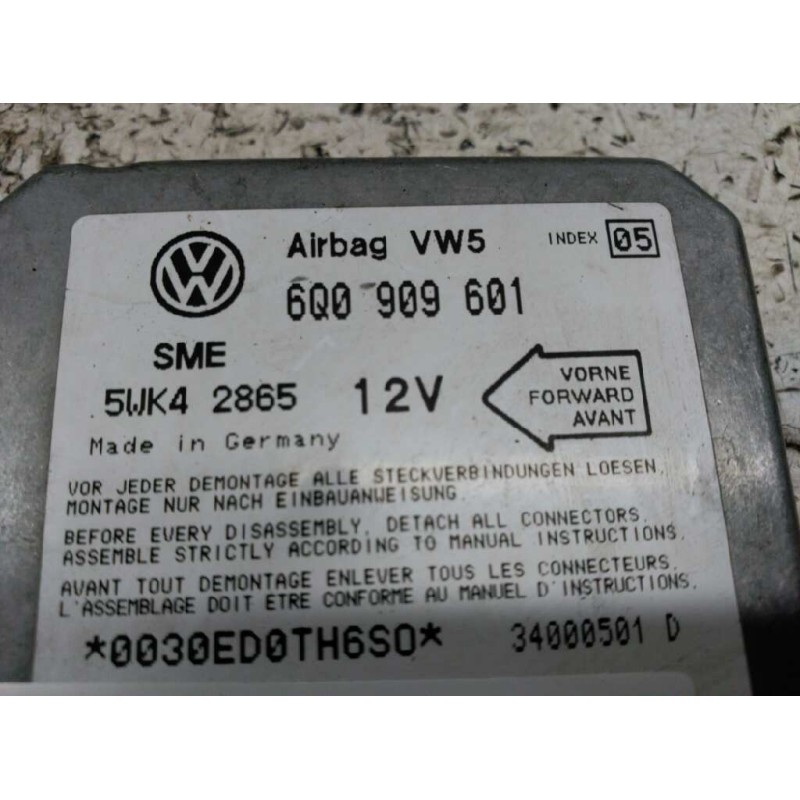 Airbag VW5 INDEX 05
6Q0 909 601
SME
5WK4 2865 12V
VORNE
FORWARD
AVANT
Made in Germany
VOR JEDER DEMONTAGE ALLE STECKVERBINDUNGEN LOESEN.
MONTAGE NUR NACH EINBAUANWEISUNG.
BEFORE EVERY DISASSEMBLY, DETACH ALL CONNECTORS.
ASSEMBLE STRICTLY ACCORDING TO MANUAL INSTRUCTIONS.
AVANT TOUT DEMONTAGE ENLEVER TOUS LES CONNECTEURS.
L'ASSEMBLAGE DOIT ETRE CONFORME AU MANUEL D'INSTRUCTIONS.
*0030ED0TH6SO* 34000501 D